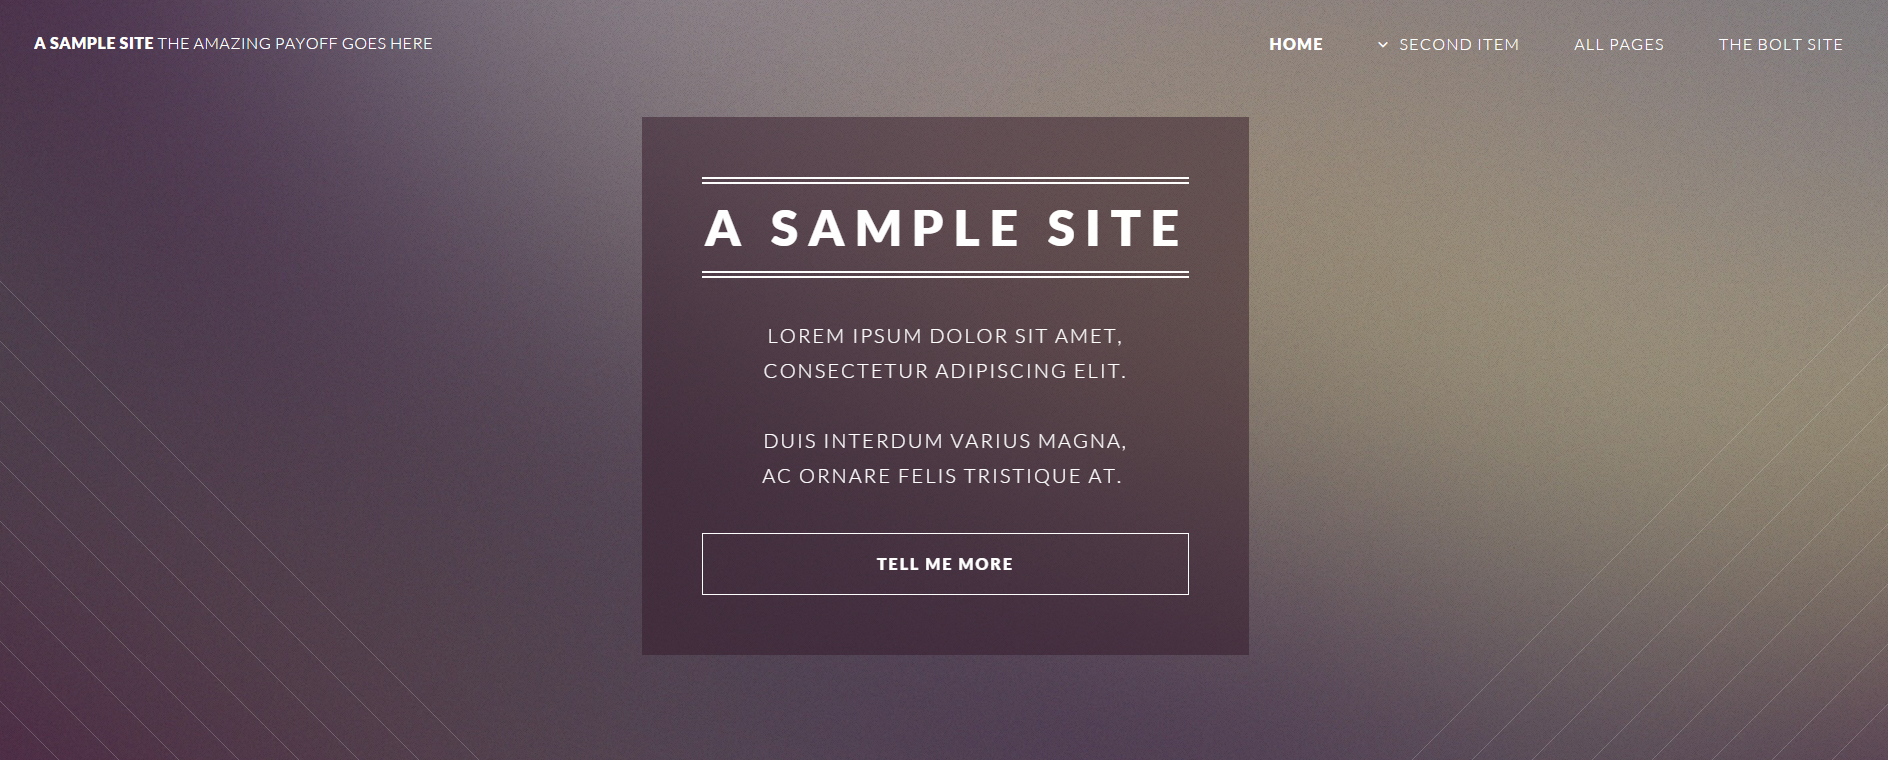 A SAMPLE SITE THE AMAZING PAYOFF GOES HERE
HOME SECOND ITEM ALL PAGES THE BOLT SITE
A SAMPLE SITE
LOREM IPSUM DOLOR SIT AMET,
CONSECTETUR ADIPISCING ELIT.
DUIS INTERDUM VARIUS MAGNA,
AC ORNARE FELIS TRISTIQUE AT.
TELL ME MORE